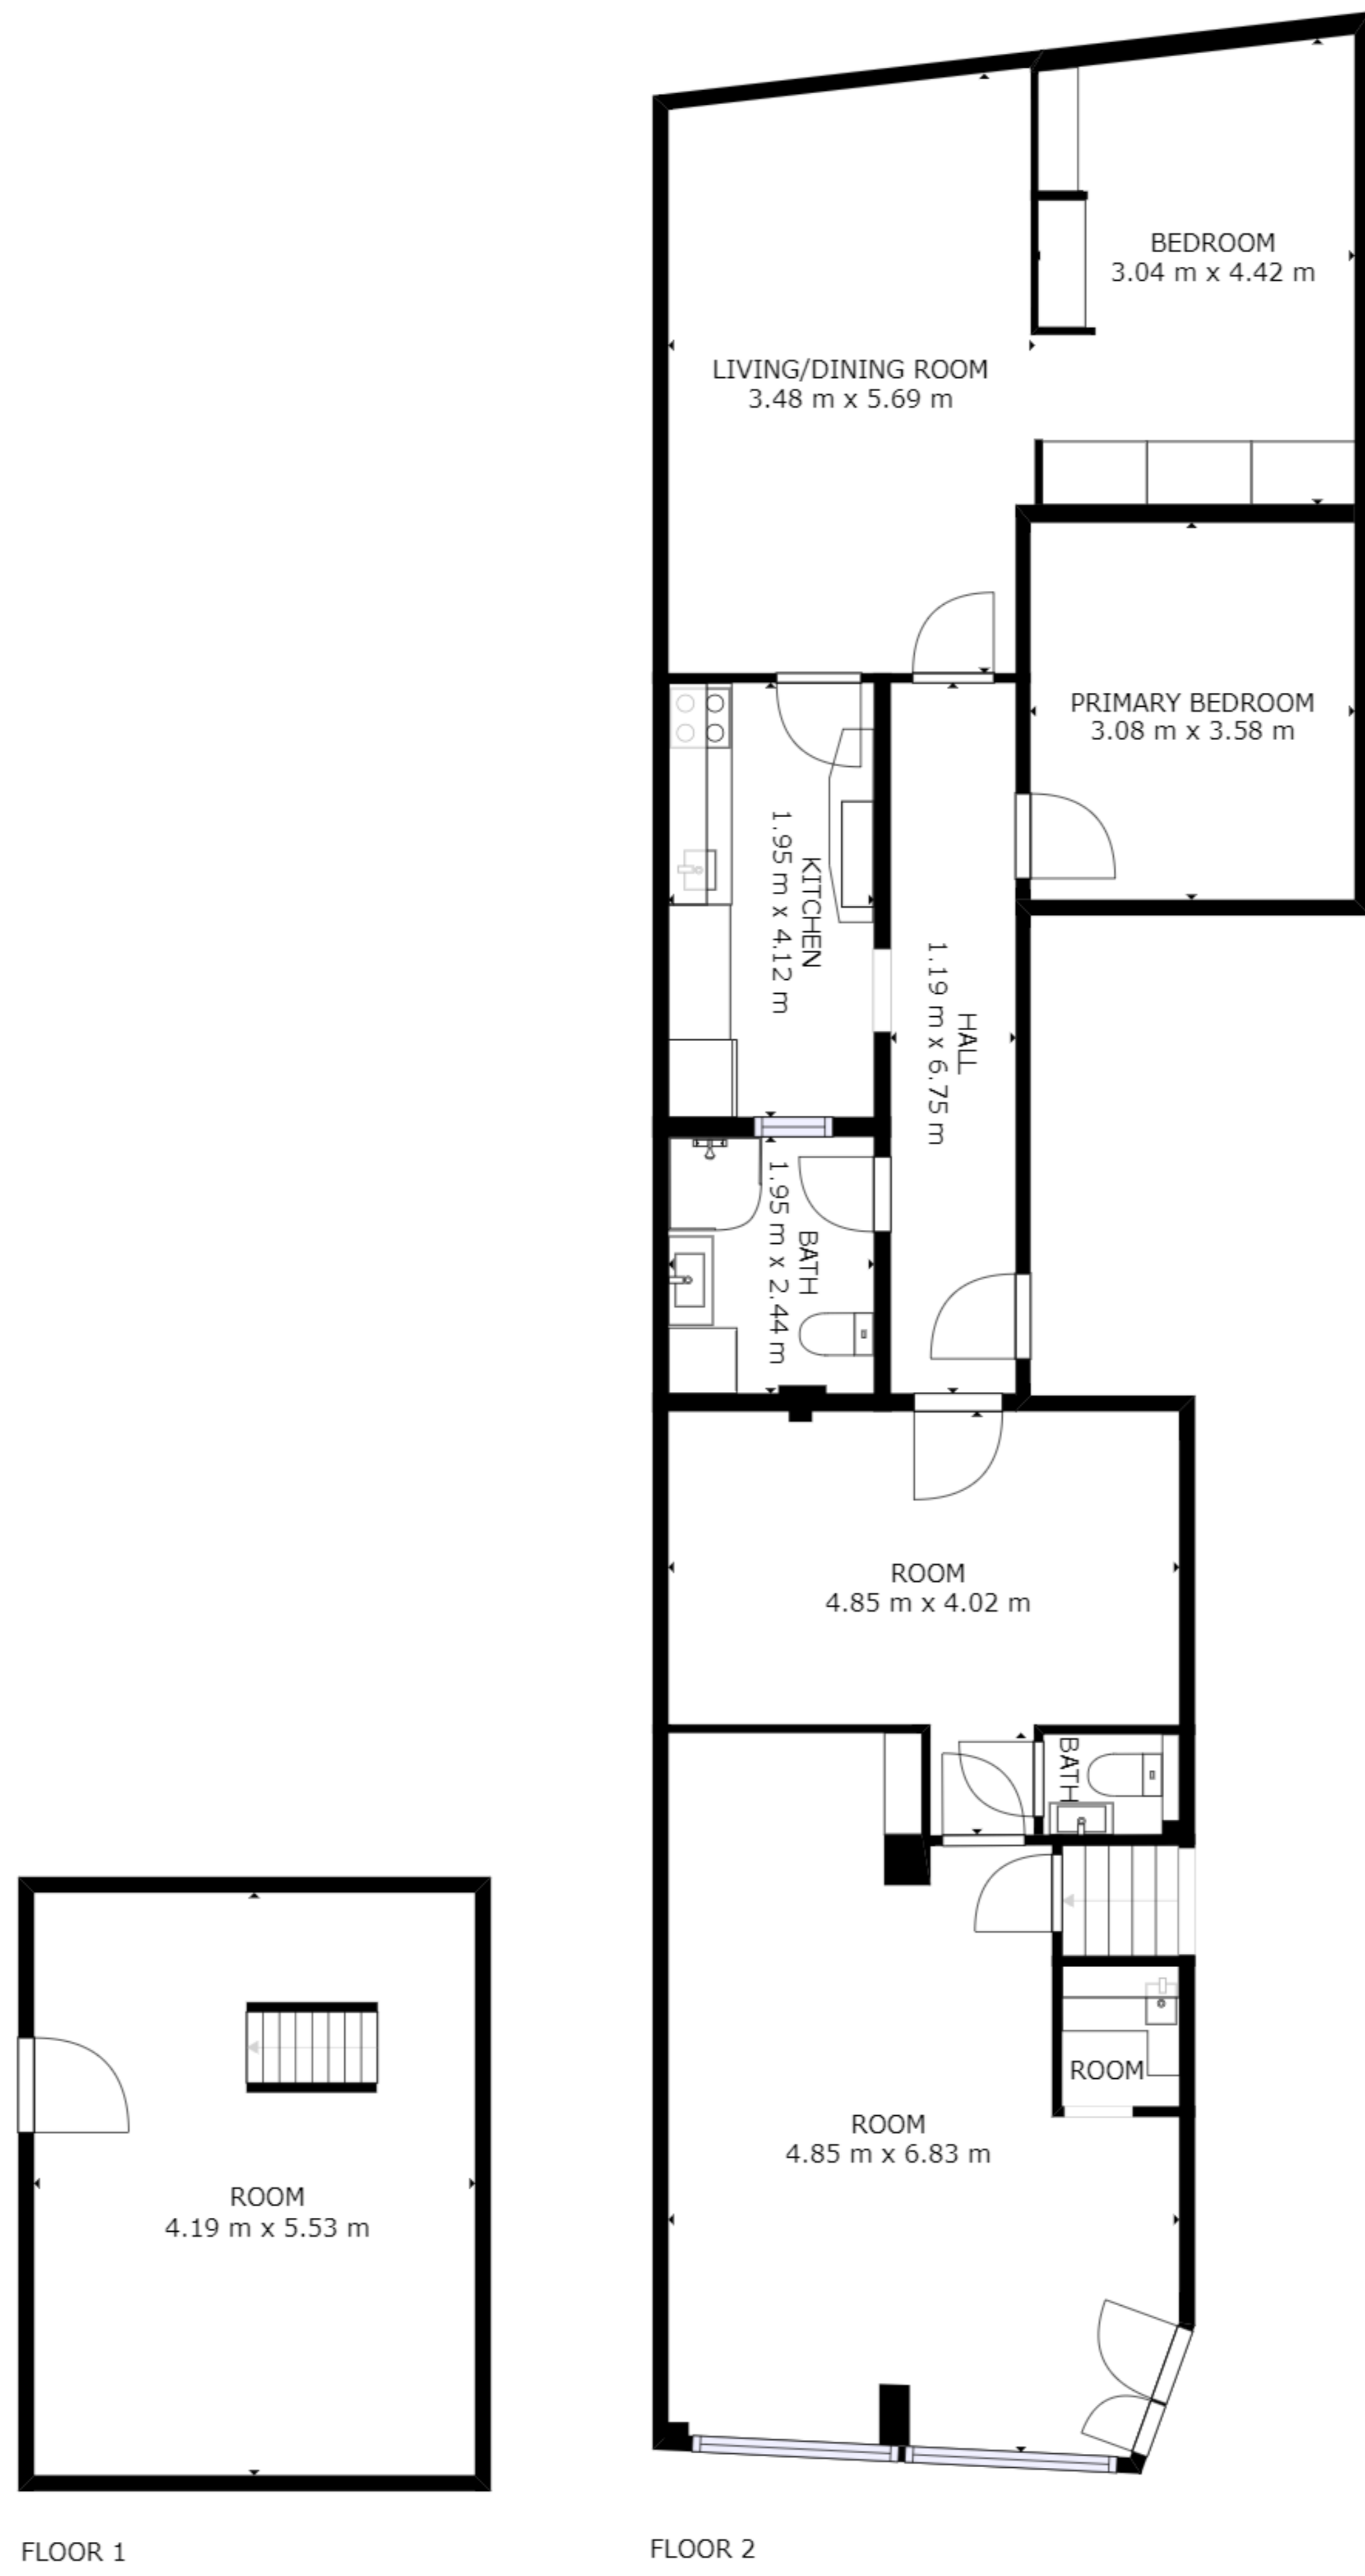 BEDROOM
3.04 m x 4.42 m
LIVING/DINING ROOM
3.48 m x 5.69 m
PRIMARY BEDROOM
3.08 m x 3.58 m
KITCHEN
1.95 m x 4.12 m
HALL
1.19 m x 6.75 m
BATH
1.95 m x 2.44 m
ROOM
4.85 m x 4.02 m
BATH
ROOM
ROOM
4.85 m x 6.83 m
ROOM
4.19 m x 5.53 m
FLOOR 1
FLOOR 2